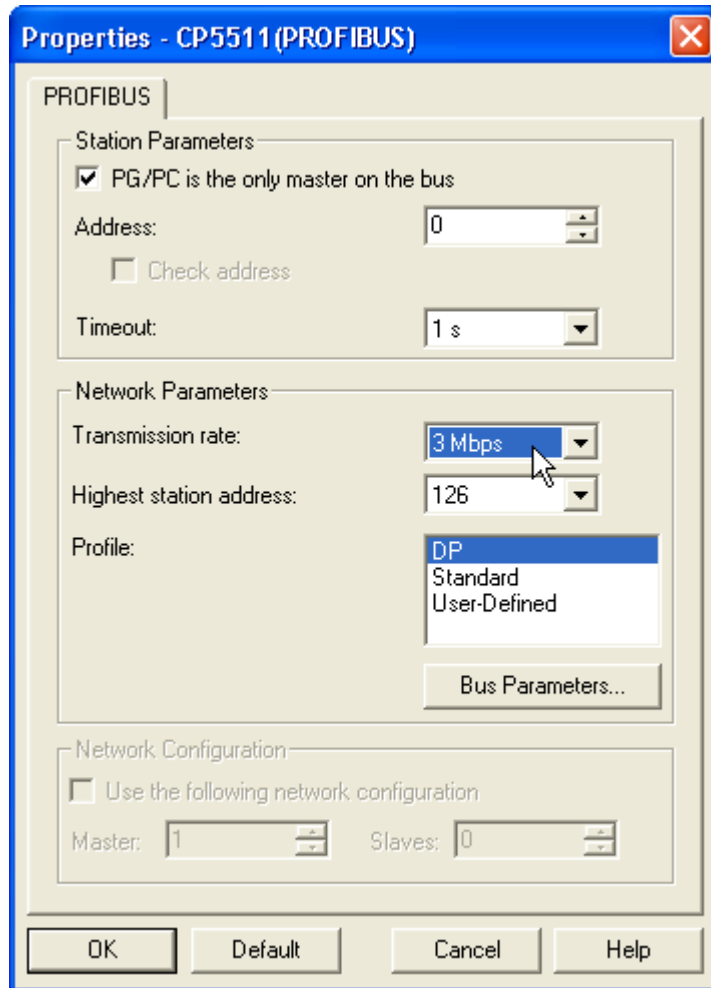 Properties - CP5511(PROFIBUS)
PROFIBUS
Station Parameters
PG/PC is the only master on the bus
Address: 0
Check address
Timeout: 1 s
Network Parameters
Transmission rate: 3 Mbps
Highest station address: 126
Profile: DP
Standard
User-Defined
Bus Parameters...
Network Configuration
Use the following network configuration
Master: 1 Slaves: 0
OK Default Cancel Help